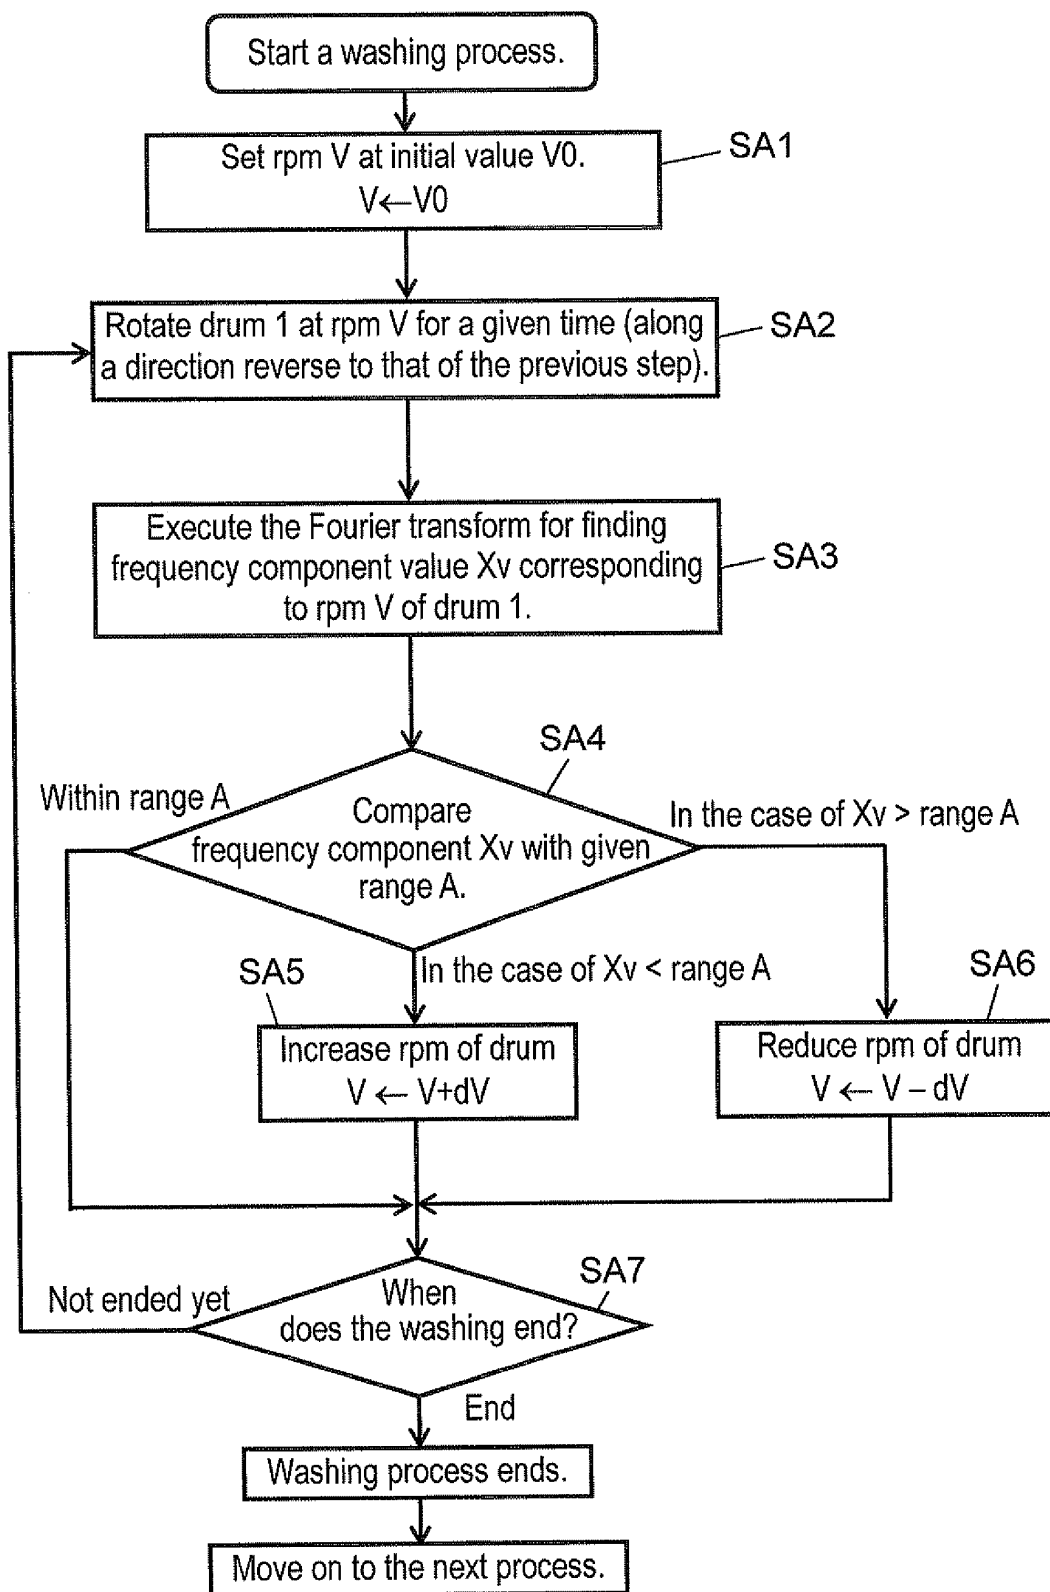 Start a washing process.
SA1
Set rpm V at initial value V0.
V←V0
SA2
Rotate drum 1 at rpm V for a given time (along
a direction reverse to that of the previous step).
SA3
Execute the Fourier transform for finding
frequency component value Xv corresponding
to rpm V of drum 1.
SA4
Within range A
In the case of Xv > range A
Compare
frequency component Xv with given
range A.
In the case of Xv < range A
SA5
SA6
Increase rpm of drum
V ← V+dV
Reduce rpm of drum
V ← V – dV
SA7
Not ended yet
When
does the washing end?
End
Washing process ends.
Move on to the next process.